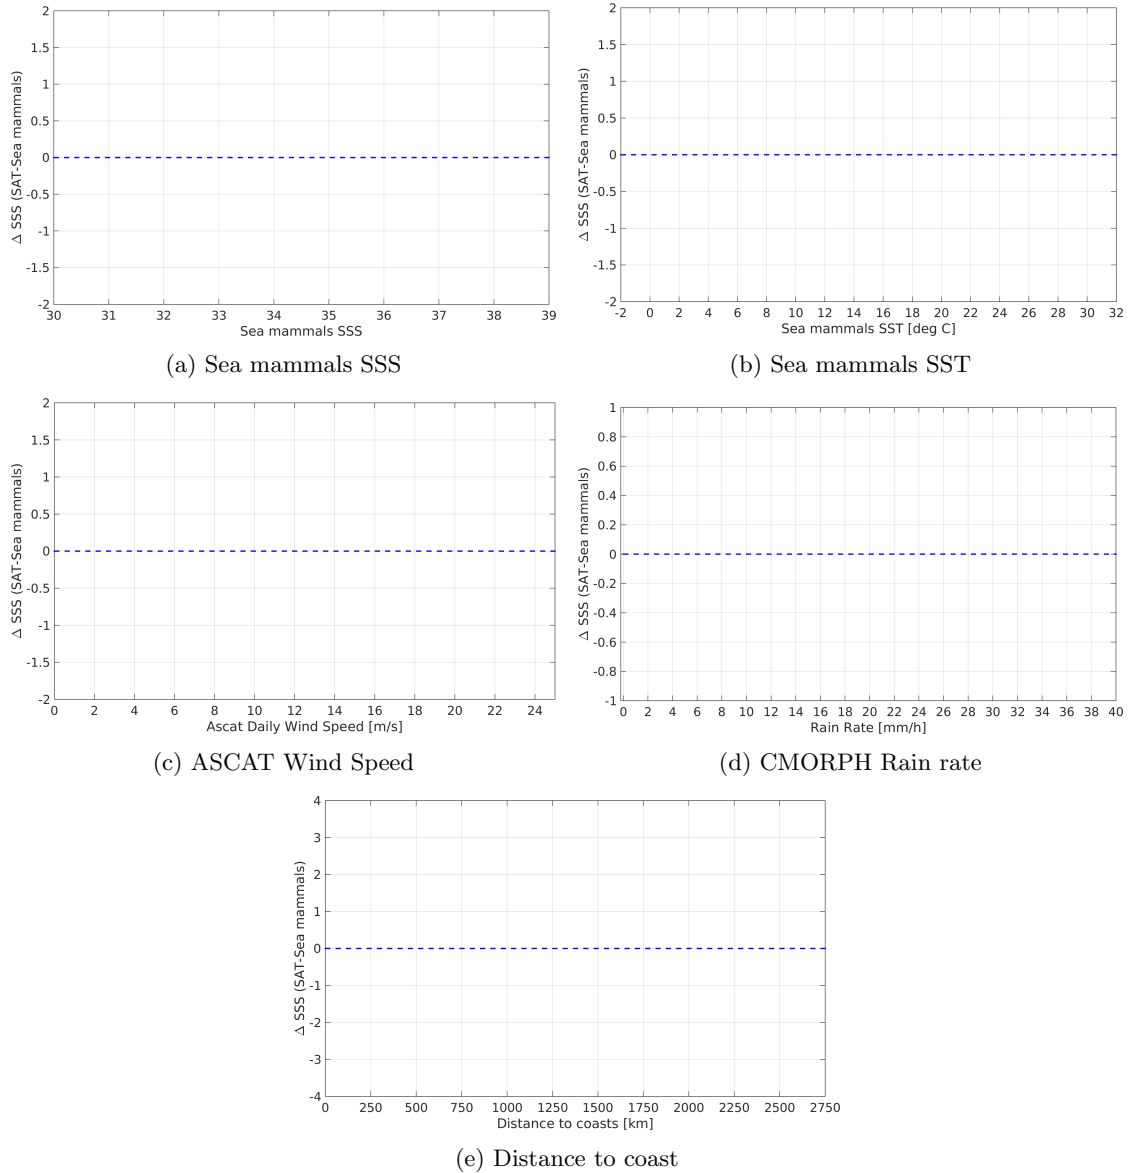 2
1.5
1
0.5
0
-0.5
-1
-1.5
-2
Δ SSS (SAT-Sea mammals)
30 31 32 33 34 35 36 37 38 39
Sea mammals SSS
(a) Sea mammals SSS
2
1.5
1
0.5
0
-0.5
-1
-1.5
-2
Δ SSS (SAT-Sea mammals)
-2 0 2 4 6 8 10 12 14 16 18 20 22 24 26 28 30 32
Sea mammals SST [deg C]
(b) Sea mammals SST
2
1.5
1
0.5
0
-0.5
-1
-1.5
-2
Δ SSS (SAT-Sea mammals)
0 2 4 6 8 10 12 14 16 18 20 22 24
Ascat Daily Wind Speed [m/s]
(c) ASCAT Wind Speed
1
0.8
0.6
0.4
0.2
0
-0.2
-0.4
-0.6
-0.8
-1
Δ SSS (SAT-Sea mammals)
0 2 4 6 8 10 12 14 16 18 20 22 24 26 28 30 32 34 36 38 40
Rain Rate [mm/h]
(d) CMORPH Rain rate
4
3
2
1
0
-1
-2
-3
-4
Δ SSS (SAT-Sea mammals)
0 250 500 750 1000 1250 1500 1750 2000 2250 2500 2750
Distance to coasts [km]
(e) Distance to coast